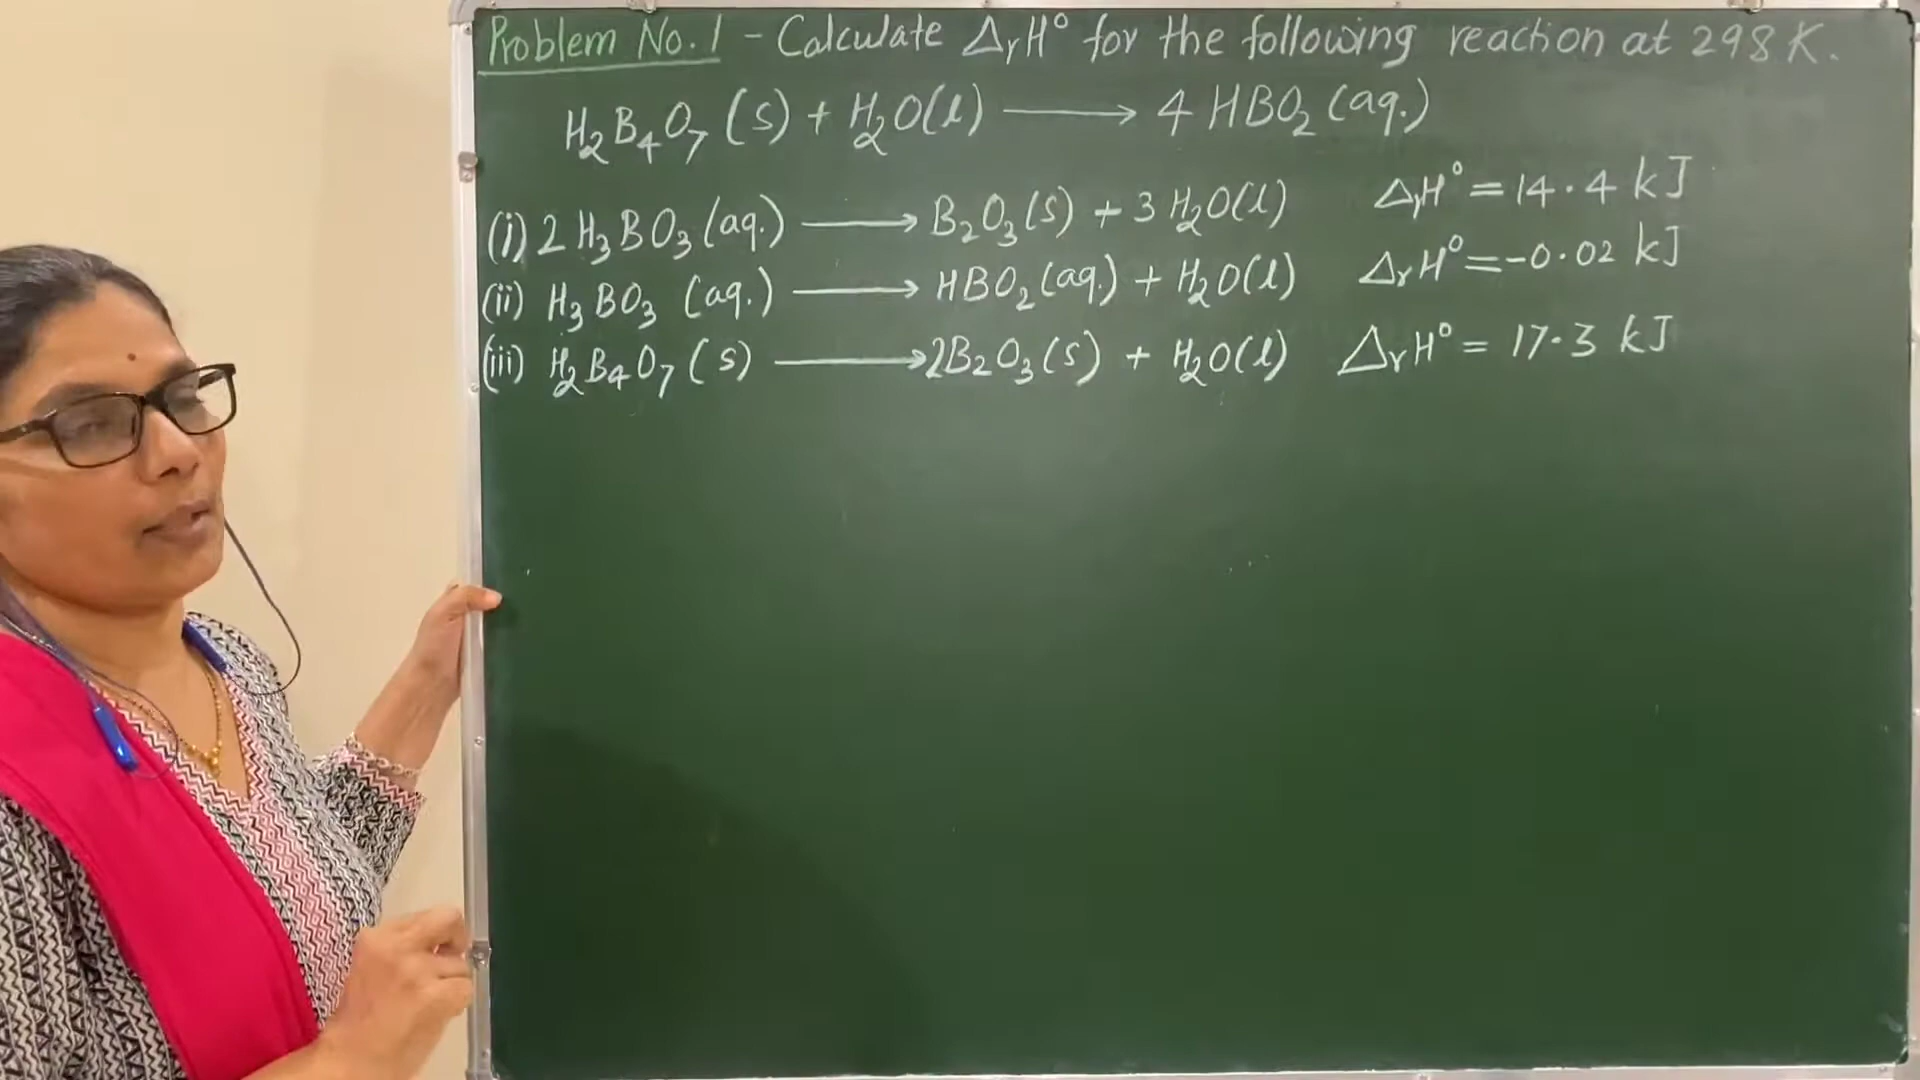 Problem No. 1 - Calculate ΔrH° for the following reaction at 298 K.
H₂B₄O₇ (s) + H₂O(l) ⟶ 4 HBO₂ (aq.)
(i) 2 H₃BO₃ (aq.) ⟶ B₂O₃ (s) + 3 H₂O(l) ΔrH° = 14.4 kJ
(ii) H₃BO₃ (aq.) ⟶ HBO₂ (aq.) + H₂O(l) ΔrH° = -0.02 kJ
(iii) H₂B₄O₇ (s) ⟶ 2B₂O₃ (s) + H₂O(l) ΔrH° = 17.3 kJ